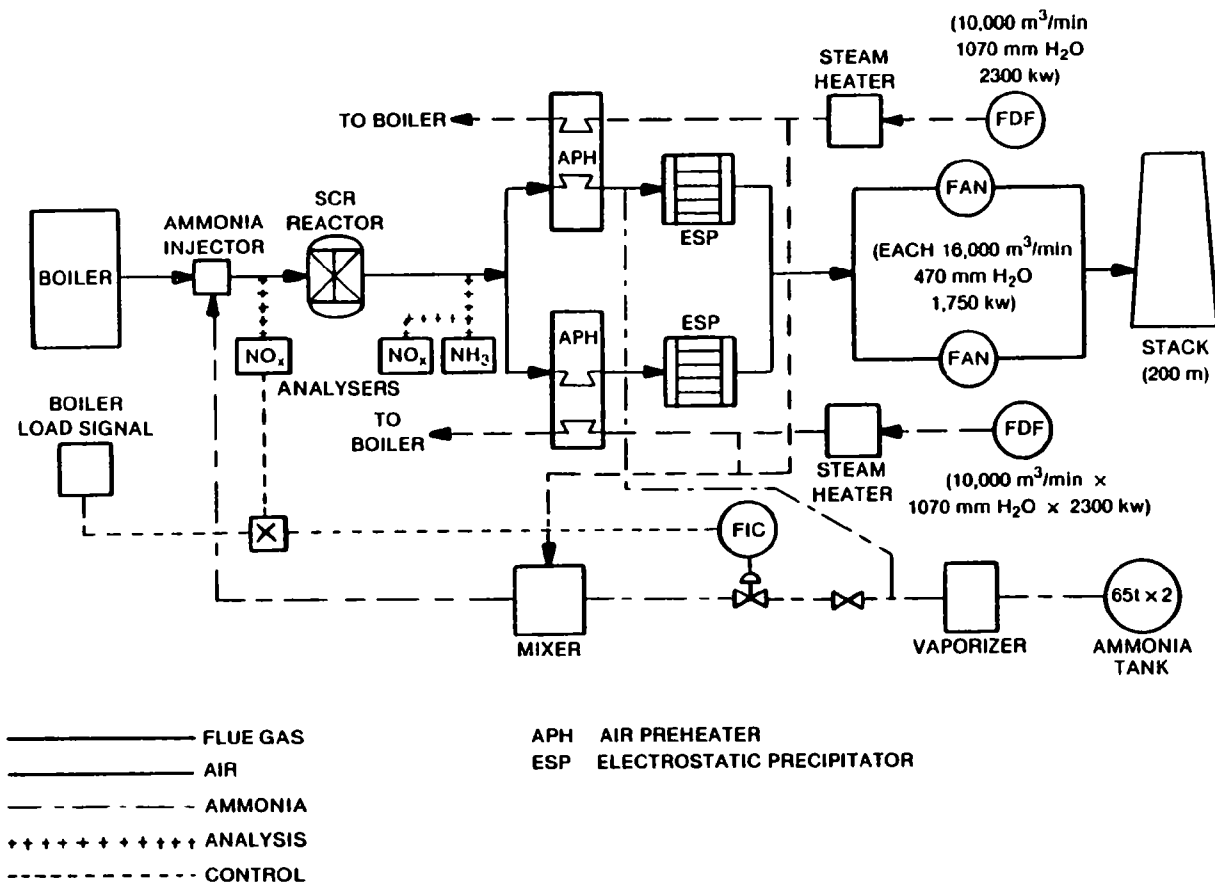 (10,000 m³/min
1070 mm H₂O
2300 kw)
STEAM
HEATER
FDF
TO BOILER
APH
ESP
FAN
SCR
REACTOR
AMMONIA
INJECTOR
BOILER
(EACH 16,000 m³/min
470 mm H₂O
1,750 kw)
NOₓ
NOₓ
NH₃
ANALYSERS
APH
ESP
FAN
STACK
(200 m)
BOILER
LOAD SIGNAL
TO
BOILER
STEAM
HEATER
FDF
(10,000 m³/min ×
1070 mm H₂O × 2300 kw)
FIC
MIXER
VAPORIZER
65t × 2
AMMONIA
TANK
FLUE GAS
AIR
AMMONIA
ANALYSIS
CONTROL
APH AIR PREHEATER
ESP ELECTROSTATIC PRECIPITATOR